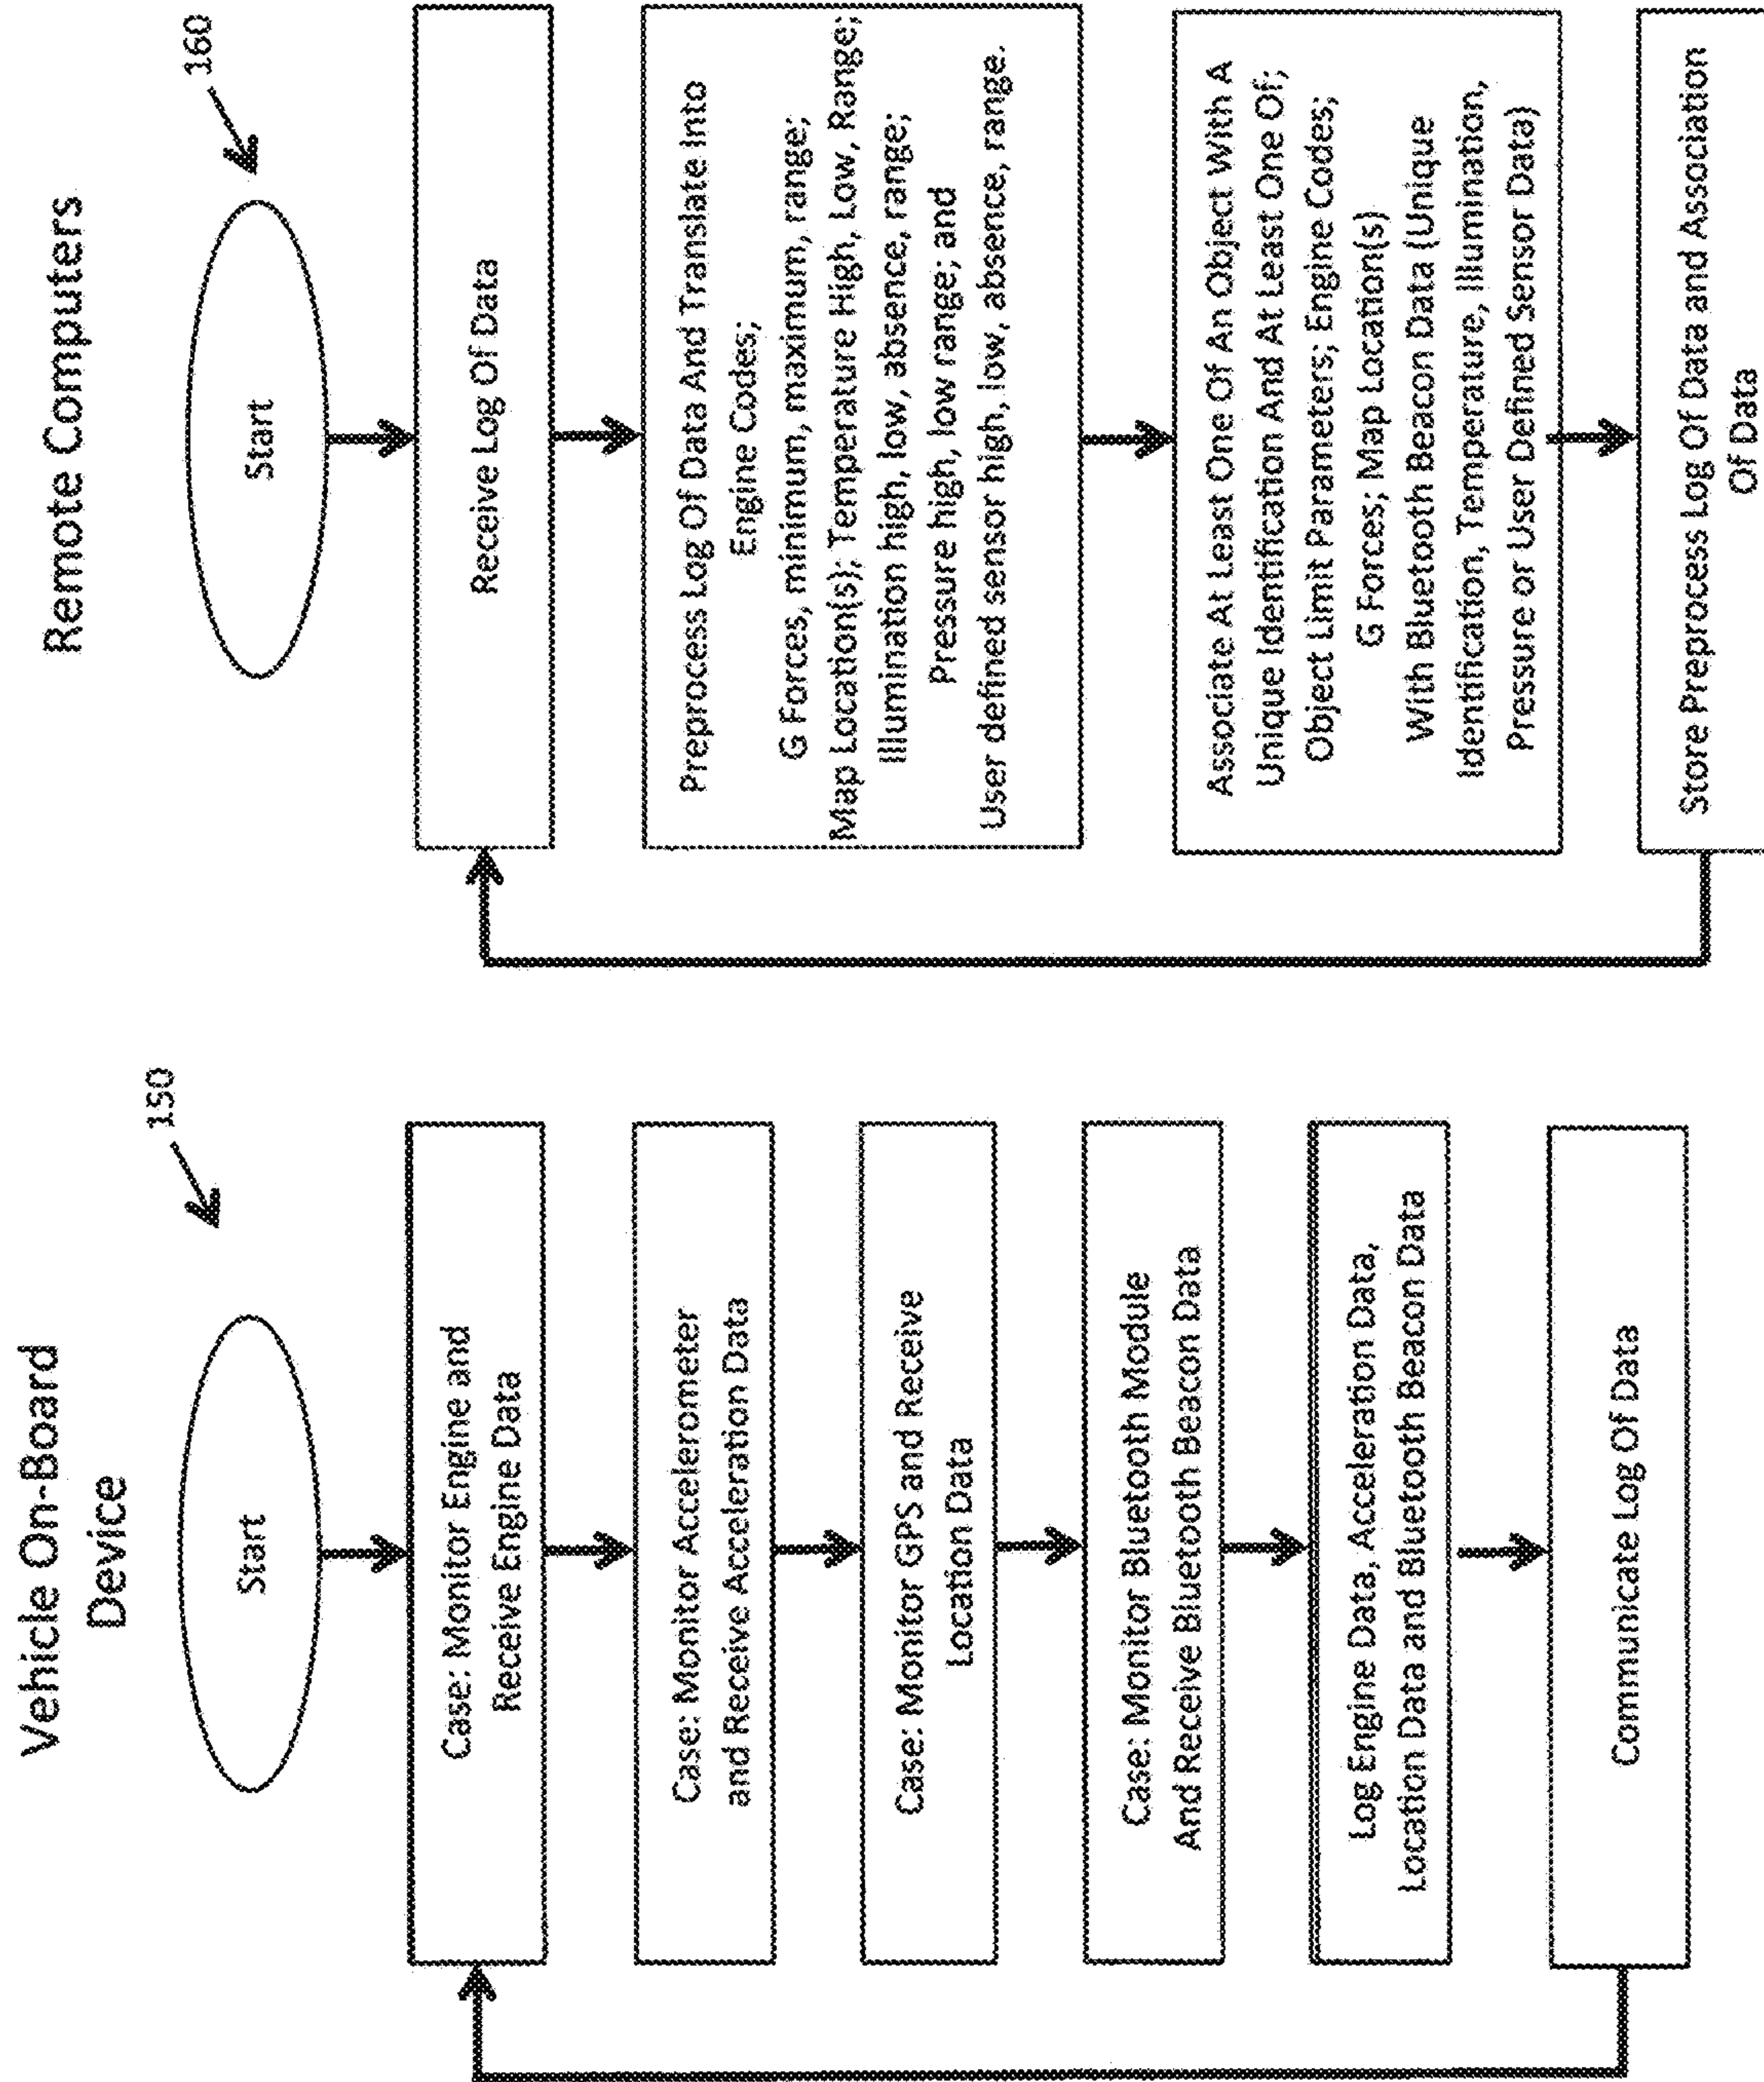 Vehicle On-Board
Device
150
Start
Case: Monitor Engine and
Receive Engine Data
Case: Monitor Accelerometer
and Receive Acceleration Data
Case: Monitor GPS and Receive
Location Data
Case: Monitor Bluetooth Module
And Receive Bluetooth Beacon Data
Log Engine Data, Acceleration Data,
Location Data and Bluetooth Beacon Data
Communicate Log Of Data
Remote Computers
160
Start
Receive Log Of Data
Preprocess Log Of Data And Translate Into
Engine Codes;
G Forces, minimum, maximum, range;
Map Location(s); Temperature High, Low, Range;
Illumination high, low, absence, range;
Pressure high, low range; and
User defined sensor high, low, absence, range.
Associate At Least One Of An Object With A
Unique Identification And At Least One Of;
Object Limit Parameters; Engine Codes;
G Forces; Map Location(s)
With Bluetooth Beacon Data (Unique
Identification, Temperature, Illumination,
Pressure or User Defined Sensor Data)
Store Preprocess Log Of Data and Association
Of Data